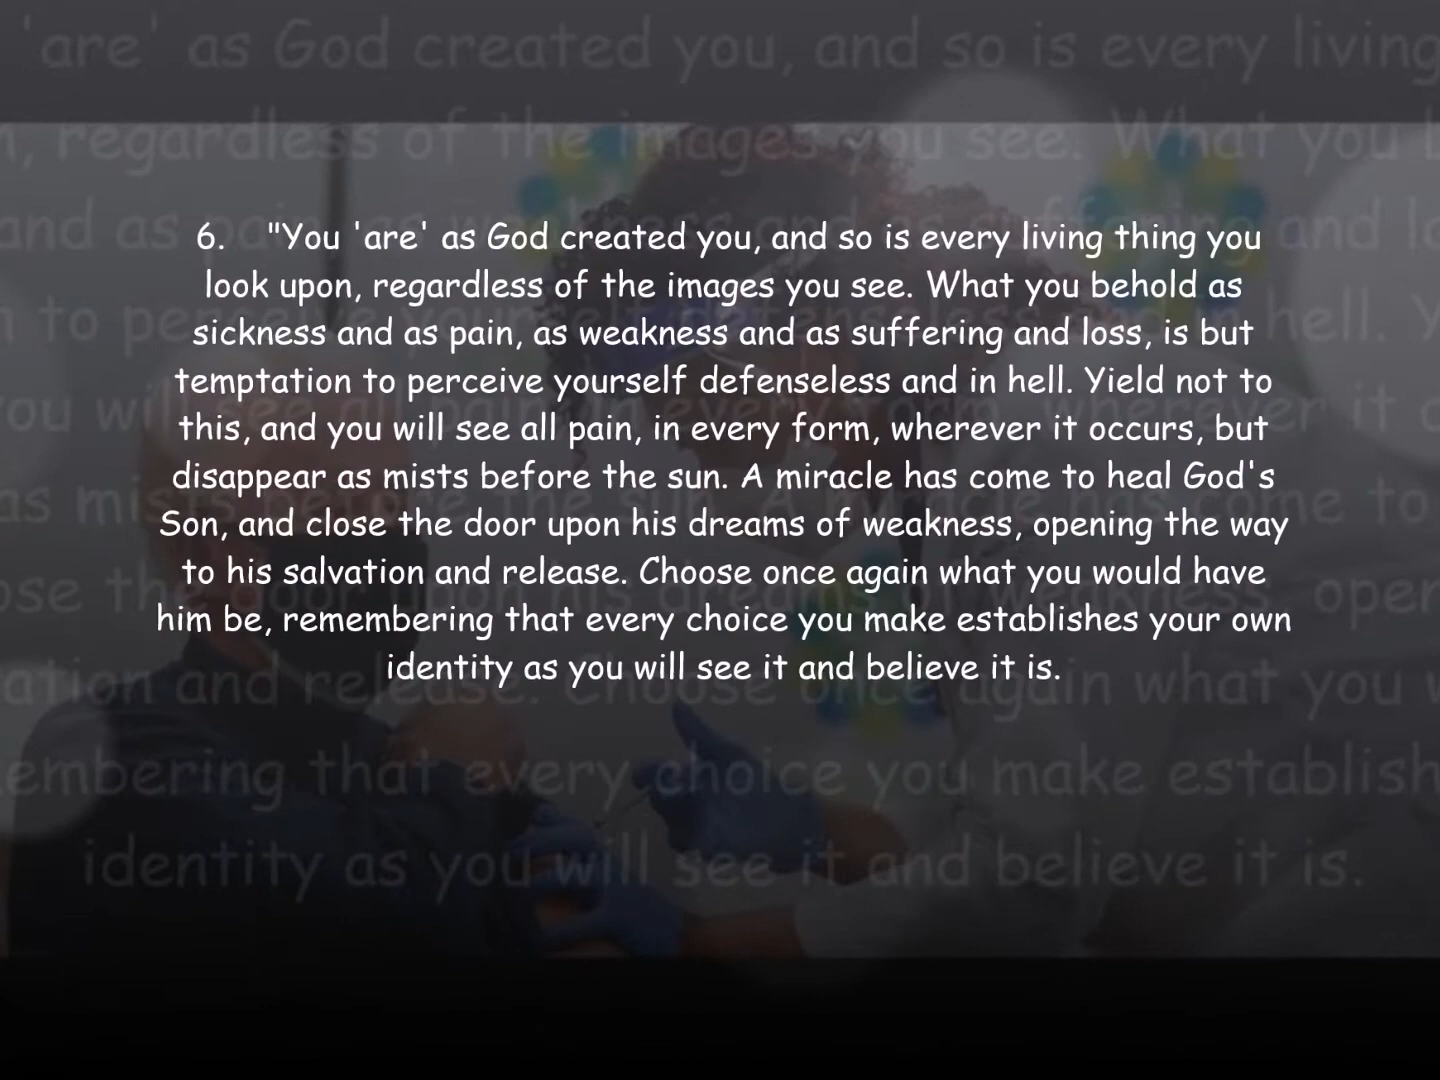 6. "You 'are' as God created you, and so is every living thing you
look upon, regardless of the images you see. What you behold as
sickness and as pain, as weakness and as suffering and loss, is but
temptation to perceive yourself defenseless and in hell. Yield not to
this, and you will see all pain, in every form, wherever it occurs, but
disappear as mists before the sun. A miracle has come to heal God's
Son, and close the door upon his dreams of weakness, opening the way
to his salvation and release. Choose once again what you would have
him be, remembering that every choice you make establishes your own
identity as you will see it and believe it is.